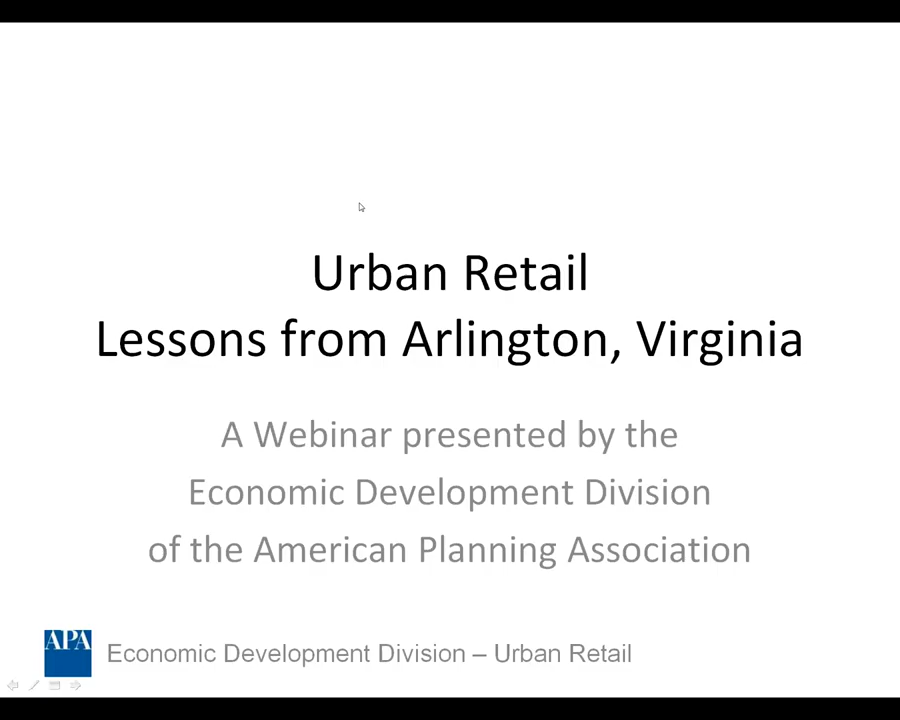 Urban Retail
Lessons from Arlington, Virginia
A Webinar presented by the
Economic Development Division
of the American Planning Association
APA
Economic Development Division – Urban Retail